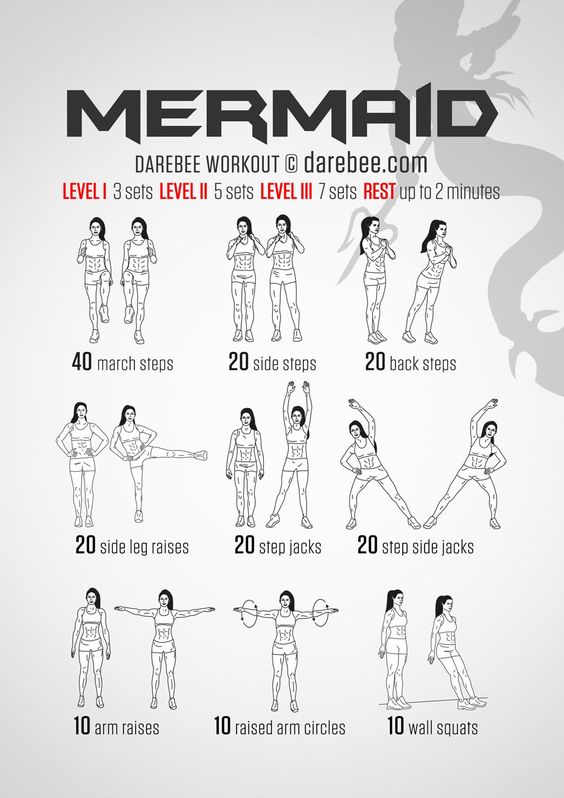 MERMAID
DAREBEE WORKOUT © darebee.com
LEVEL I 3 sets LEVEL II 5 sets LEVEL III 7 sets REST up to 2 minutes
40 march steps
20 side steps
20 back steps
20 side leg raises
20 step jacks
20 step side jacks
10 arm raises
10 raised arm circles
10 wall squats